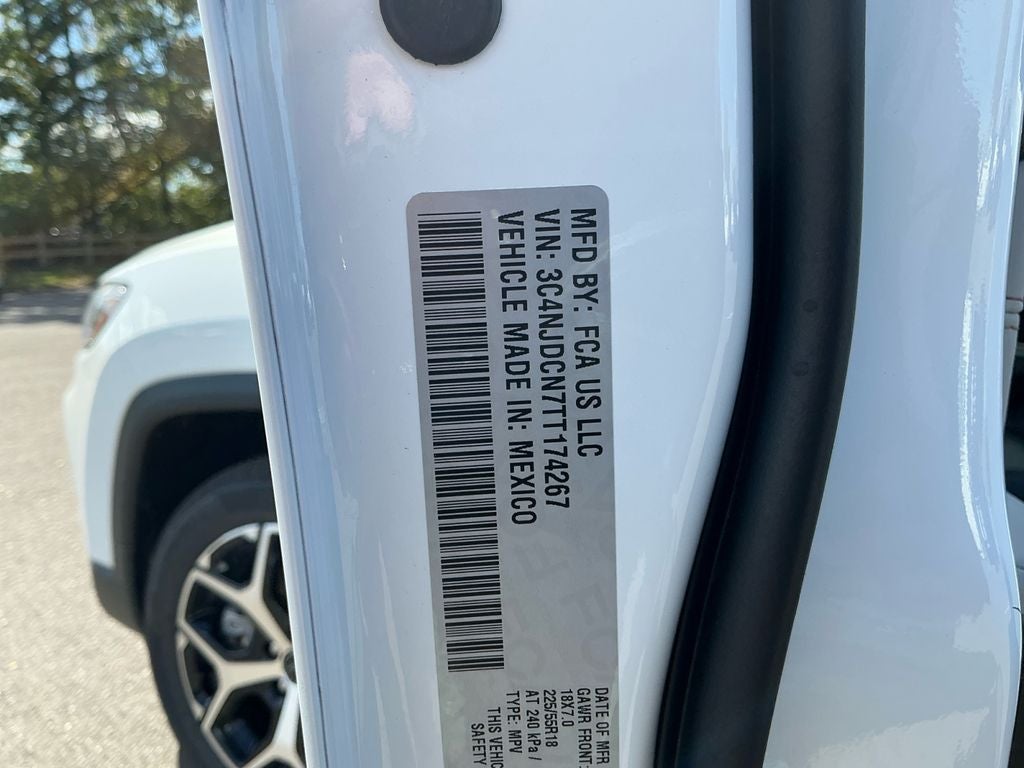 MFD BY: FCA US LLC
VIN: 3C4NJDCN7TT174267
VEHICLE MADE IN: MEXICO
DATE OF MFR
GAWR FRONT:
18X7.0
225/55R18
AT 240 kPa /
TYPE: MPV
THIS VEHIC
SAFETY